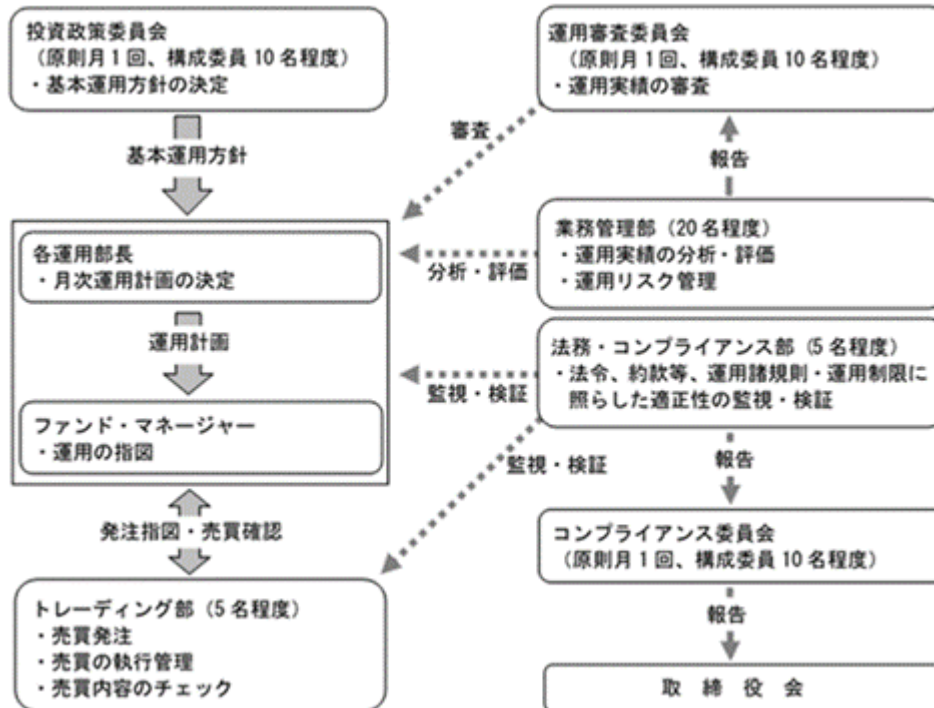 投資政策委員会
（原則月1回、構成委員10名程度）
・基本運用方針の決定
基本運用方針
各運用部長
・月次運用計画の決定
運用計画
ファンド・マネージャー
・運用の指図
発注指図・売買確認
トレーディング部（5名程度）
・売買発注
・売買の執行管理
・売買内容のチェック
運用審査委員会
（原則月1回、構成委員10名程度）
・運用実績の審査
審査
報告
業務管理部（20名程度）
・運用実績の分析・評価
・運用リスク管理
分析・評価
法務・コンプライアンス部（5名程度）
・法令、約款等、運用諸規則・運用制限に
照らした適正性の監視・検証
監視・検証
監視・検証
報告
コンプライアンス委員会
（原則月1回、構成委員10名程度）
報告
取締役会